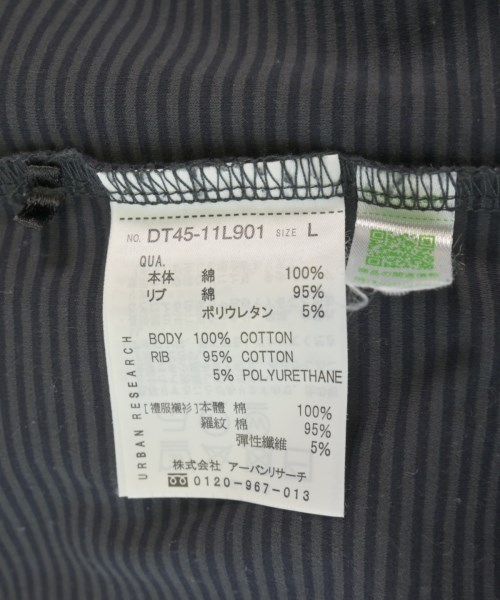 NO. DT45-11L901 SIZE L
QUA.
本体 綿 100%
リブ 綿 95%
ポリウレタン 5%
BODY 100% COTTON
RIB 95% COTTON
5% POLYURETHANE
[禮服襯衫] 本體 棉 100%
羅紋 棉 95%
彈性纖維 5%
URBAN RESEARCH
株式会社 アーバンリサーチ
0120-967-013